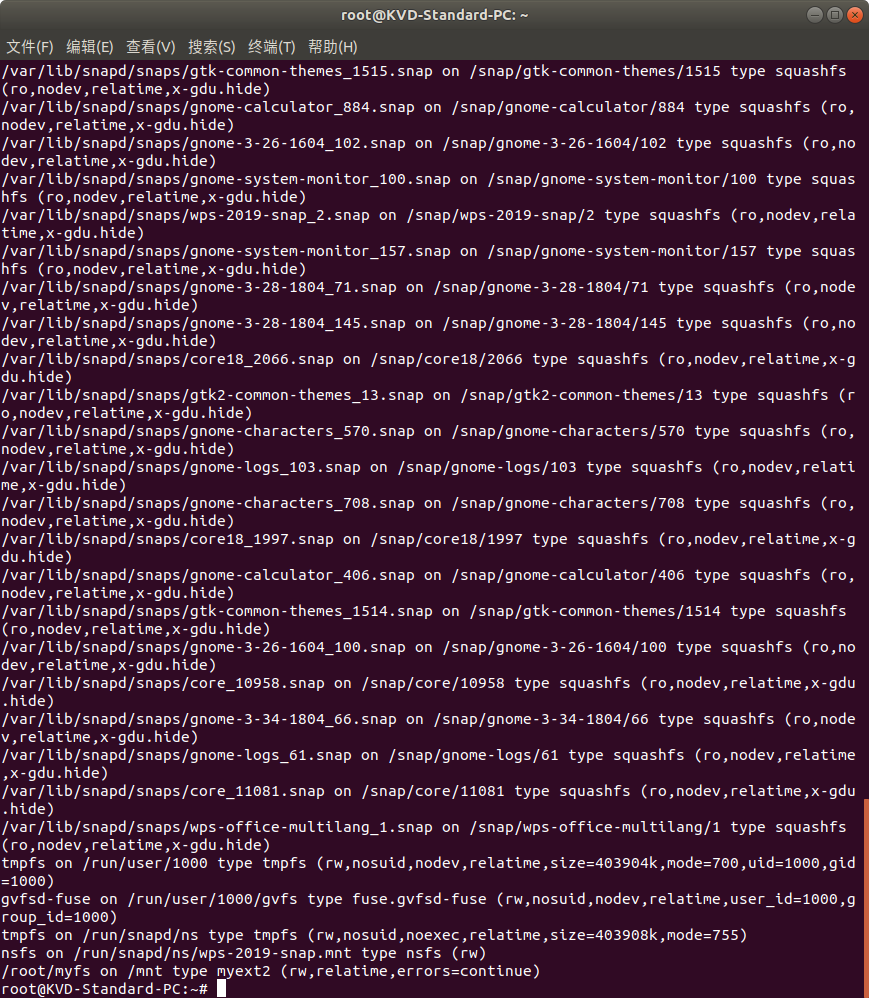 root@KVD-Standard-PC: ~
文件(F) 编辑(E) 查看(V) 搜索(S) 终端(T) 帮助(H)
/var/lib/snapd/snaps/gtk-common-themes_1515.snap on /snap/gtk-common-themes/1515 type squashfs
(ro,nodev,relatime,x-gdu.hide)
/var/lib/snapd/snaps/gnome-calculator_884.snap on /snap/gnome-calculator/884 type squashfs (ro,
nodev,relatime,x-gdu.hide)
/var/lib/snapd/snaps/gnome-3-26-1604_102.snap on /snap/gnome-3-26-1604/102 type squashfs (ro,no
dev,relatime,x-gdu.hide)
/var/lib/snapd/snaps/gnome-system-monitor_100.snap on /snap/gnome-system-monitor/100 type squas
hfs (ro,nodev,relatime,x-gdu.hide)
/var/lib/snapd/snaps/wps-2019-snap_2.snap on /snap/wps-2019-snap/2 type squashfs (ro,nodev,rela
time,x-gdu.hide)
/var/lib/snapd/snaps/gnome-system-monitor_157.snap on /snap/gnome-system-monitor/157 type squas
hfs (ro,nodev,relatime,x-gdu.hide)
/var/lib/snapd/snaps/gnome-3-28-1804_71.snap on /snap/gnome-3-28-1804/71 type squashfs (ro,node
v,relatime,x-gdu.hide)
/var/lib/snapd/snaps/gnome-3-28-1804_145.snap on /snap/gnome-3-28-1804/145 type squashfs (ro,no
dev,relatime,x-gdu.hide)
/var/lib/snapd/snaps/core18_2066.snap on /snap/core18/2066 type squashfs (ro,nodev,relatime,x-g
du.hide)
/var/lib/snapd/snaps/gtk2-common-themes_13.snap on /snap/gtk2-common-themes/13 type squashfs (r
o,nodev,relatime,x-gdu.hide)
/var/lib/snapd/snaps/gnome-characters_570.snap on /snap/gnome-characters/570 type squashfs (ro,
nodev,relatime,x-gdu.hide)
/var/lib/snapd/snaps/gnome-logs_103.snap on /snap/gnome-logs/103 type squashfs (ro,nodev,relati
me,x-gdu.hide)
/var/lib/snapd/snaps/gnome-characters_708.snap on /snap/gnome-characters/708 type squashfs (ro,
nodev,relatime,x-gdu.hide)
/var/lib/snapd/snaps/core18_1997.snap on /snap/core18/1997 type squashfs (ro,nodev,relatime,x-g
du.hide)
/var/lib/snapd/snaps/gnome-calculator_406.snap on /snap/gnome-calculator/406 type squashfs (ro,
nodev,relatime,x-gdu.hide)
/var/lib/snapd/snaps/gtk-common-themes_1514.snap on /snap/gtk-common-themes/1514 type squashfs
(ro,nodev,relatime,x-gdu.hide)
/var/lib/snapd/snaps/gnome-3-26-1604_100.snap on /snap/gnome-3-26-1604/100 type squashfs (ro,no
dev,relatime,x-gdu.hide)
/var/lib/snapd/snaps/core_10958.snap on /snap/core/10958 type squashfs (ro,nodev,relatime,x-gdu
.hide)
/var/lib/snapd/snaps/gnome-3-34-1804_66.snap on /snap/gnome-3-34-1804/66 type squashfs (ro,node
v,relatime,x-gdu.hide)
/var/lib/snapd/snaps/gnome-logs_61.snap on /snap/gnome-logs/61 type squashfs (ro,nodev,relatime
,x-gdu.hide)
/var/lib/snapd/snaps/core_11081.snap on /snap/core/11081 type squashfs (ro,nodev,relatime,x-gdu
.hide)
/var/lib/snapd/snaps/wps-office-multilang_1.snap on /snap/wps-office-multilang/1 type squashfs
(ro,nodev,relatime,x-gdu.hide)
tmpfs on /run/user/1000 type tmpfs (rw,nosuid,nodev,relatime,size=403904k,mode=700,uid=1000,gid
=1000)
gvfsd-fuse on /run/user/1000/gvfs type fuse.gvfsd-fuse (rw,nosuid,nodev,relatime,user_id=1000,g
roup_id=1000)
tmpfs on /run/snapd/ns type tmpfs (rw,nosuid,noexec,relatime,size=403908k,mode=755)
nsfs on /run/snapd/ns/wps-2019-snap.mnt type nsfs (rw)
/root/myfs on /mnt type myext2 (rw,relatime,errors=continue)
root@KVD-Standard-PC:~#